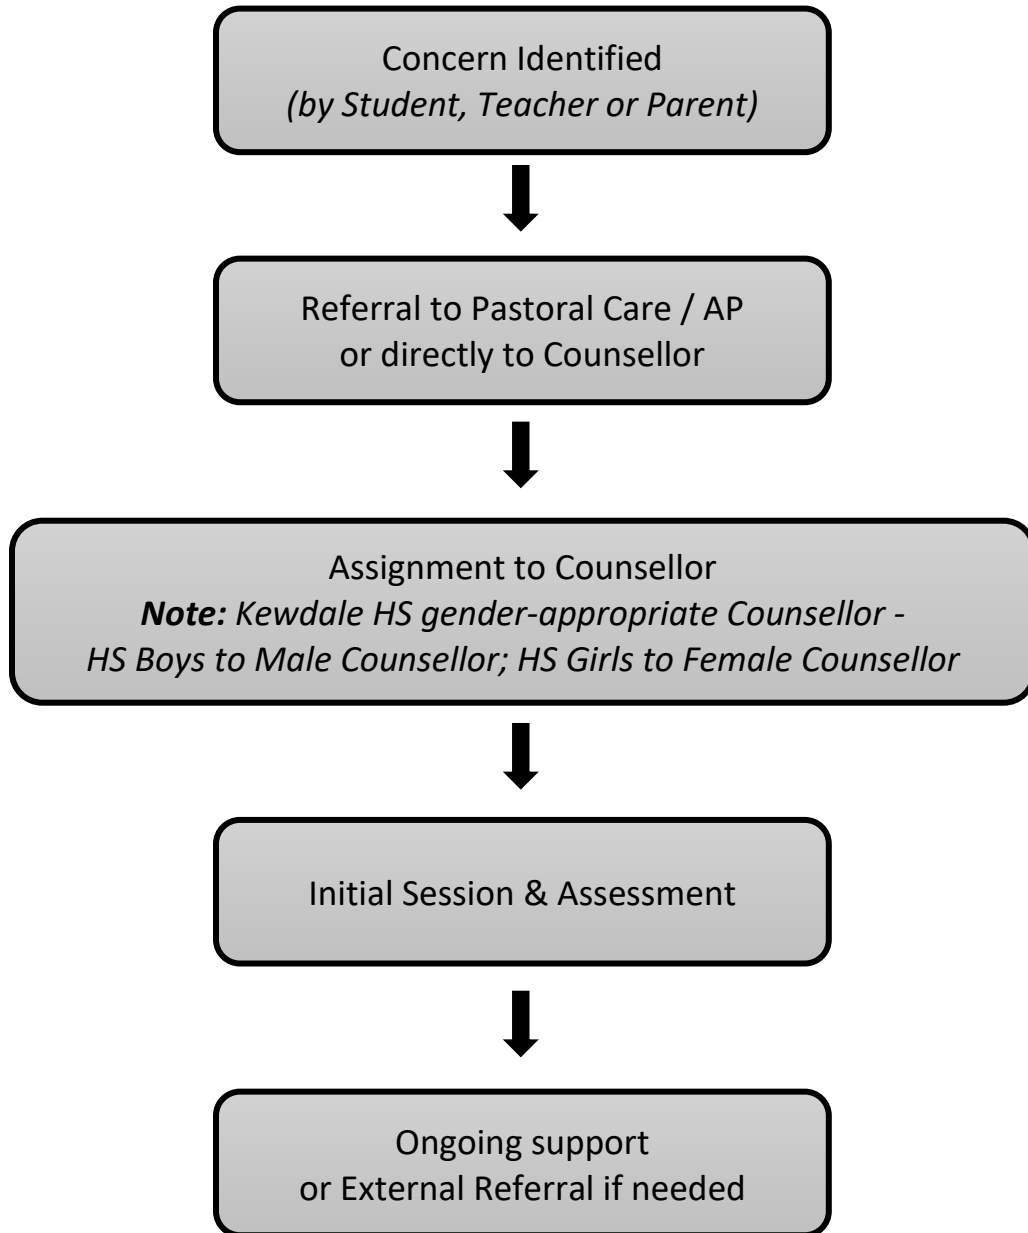 Concern Identified
(by Student, Teacher or Parent)
Referral to Pastoral Care / AP
or directly to Counsellor
Assignment to Counsellor
Note: Kewdale HS gender-appropriate Counsellor -
HS Boys to Male Counsellor; HS Girls to Female Counsellor
Initial Session & Assessment
Ongoing support
or External Referral if needed